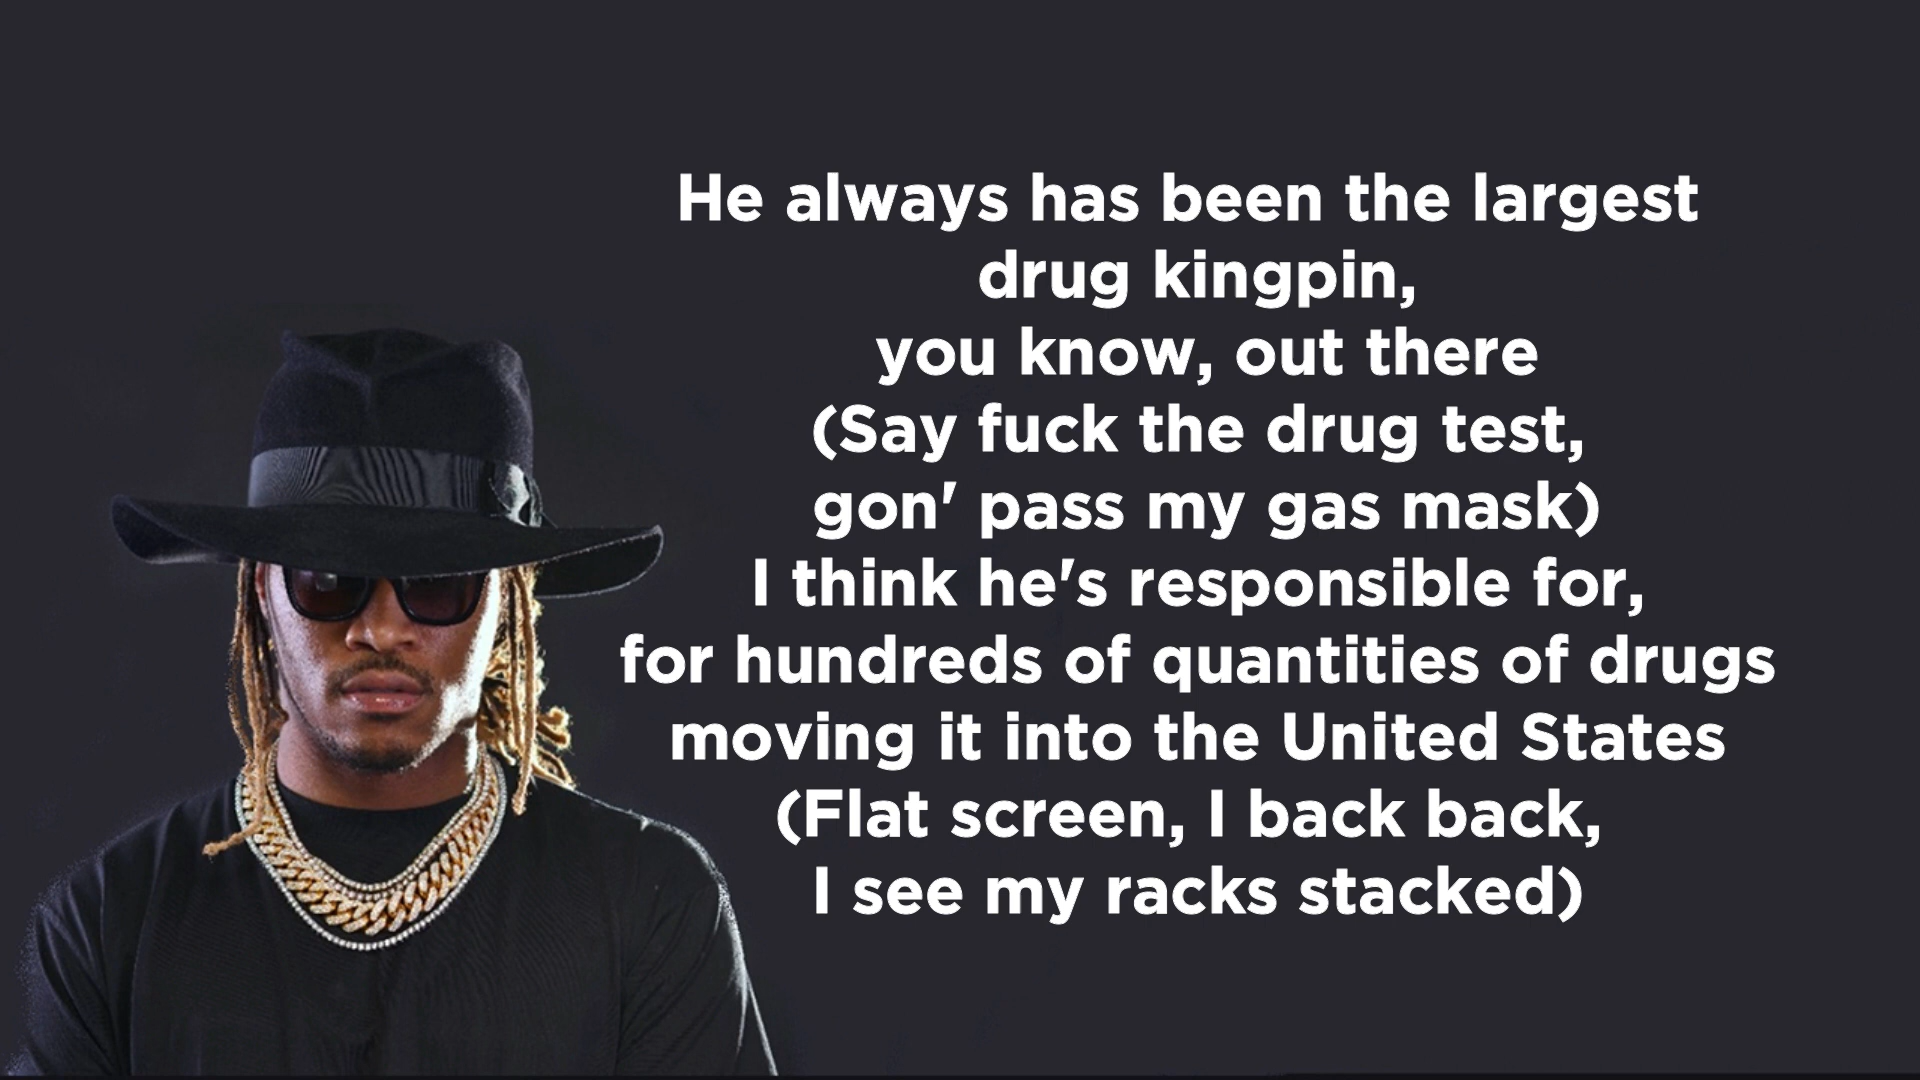 He always has been the largest
drug kingpin,
you know, out there
(Say fuck the drug test,
gon' pass my gas mask)
I think he's responsible for,
for hundreds of quantities of drugs
moving it into the United States
(Flat screen, I back back,
I see my racks stacked)